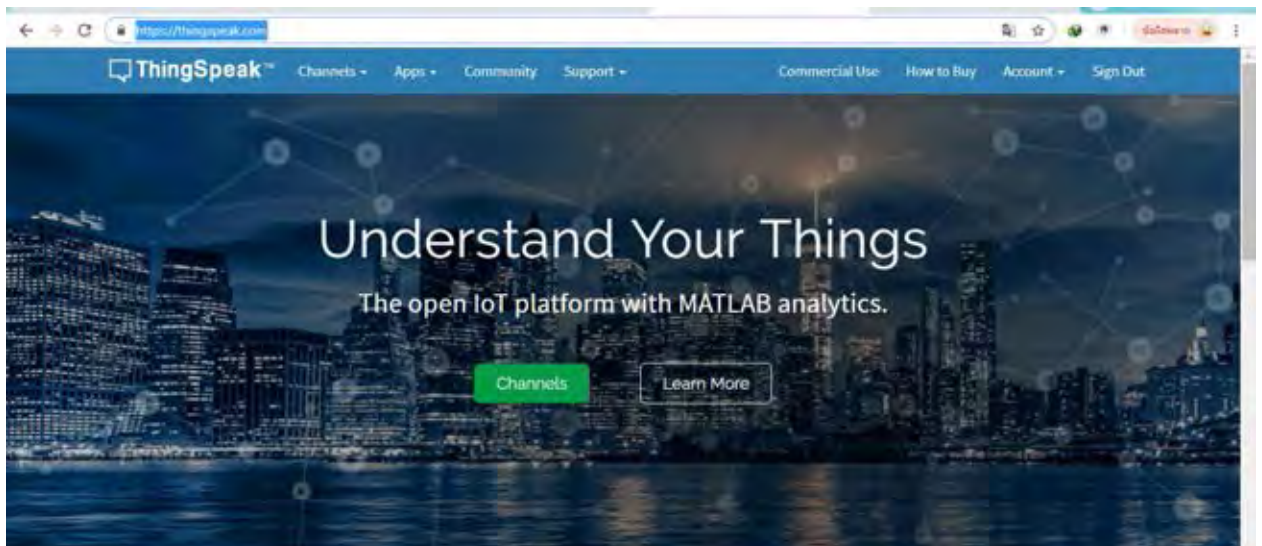 https://thingspeak.com
ThingSpeak™ Channels Apps Community Support Commercial Use How to Buy Account Sign Out
Understand Your Things
The open IoT platform with MATLAB analytics.
Channels Learn More